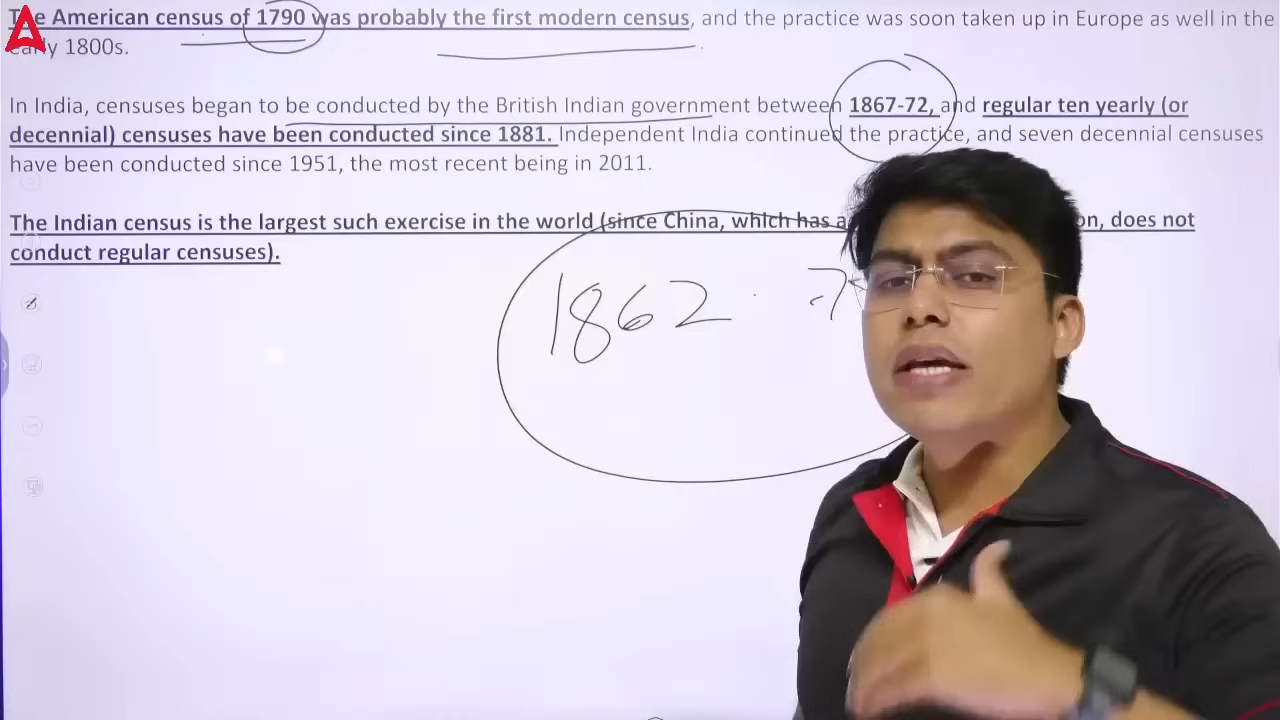 The American census of 1790 was probably the first modern census, and the practice was soon taken up in Europe as well in the
early 1800s.
In India, censuses began to be conducted by the British Indian government between 1867-72, and regular ten yearly (or
decennial) censuses have been conducted since 1881. Independent India continued the practice, and seven decennial censuses
have been conducted since 1951, the most recent being in 2011.
The Indian census is the largest such exercise in the world (since China, which has a on, does not
conduct regular censuses).
1862 7